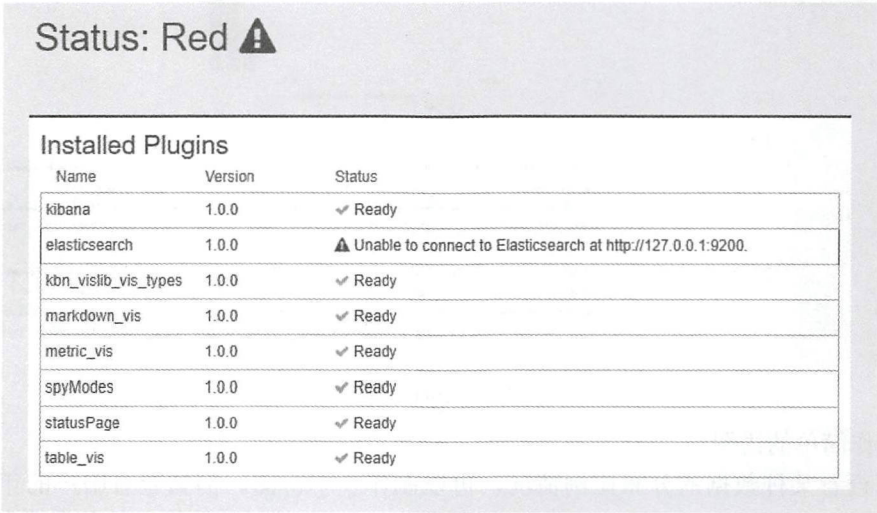 Status: Red
Installed Plugins
Name Version Status
kibana 1.0.0 Ready
elasticsearch 1.0.0 Unable to connect to Elasticsearch at http://127.0.0.1:9200.
kbn_vislib_vis_types 1.0.0 Ready
markdown_vis 1.0.0 Ready
metric_vis 1.0.0 Ready
spyModes 1.0.0 Ready
statusPage 1.0.0 Ready
table_vis 1.0.0 Ready